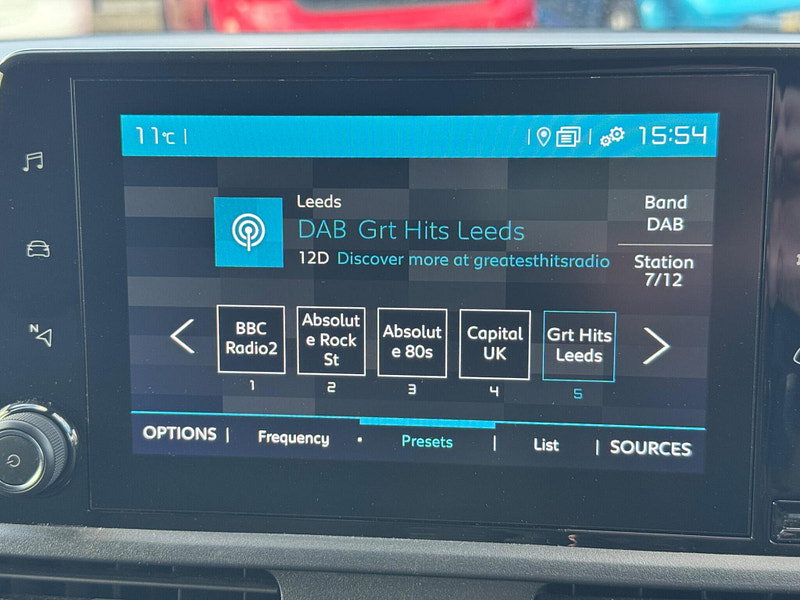 11°C
15:54
Leeds
DAB Grt Hits Leeds
12D Discover more at greatesthitsradio
Band
DAB
Station
7/12
BBC
Radio2
1
Absolut
e Rock
St
2
Absolut
e 80s
3
Capital
UK
4
Grt Hits
Leeds
5
N
OPTIONS | Frequency • Presets | List | SOURCES